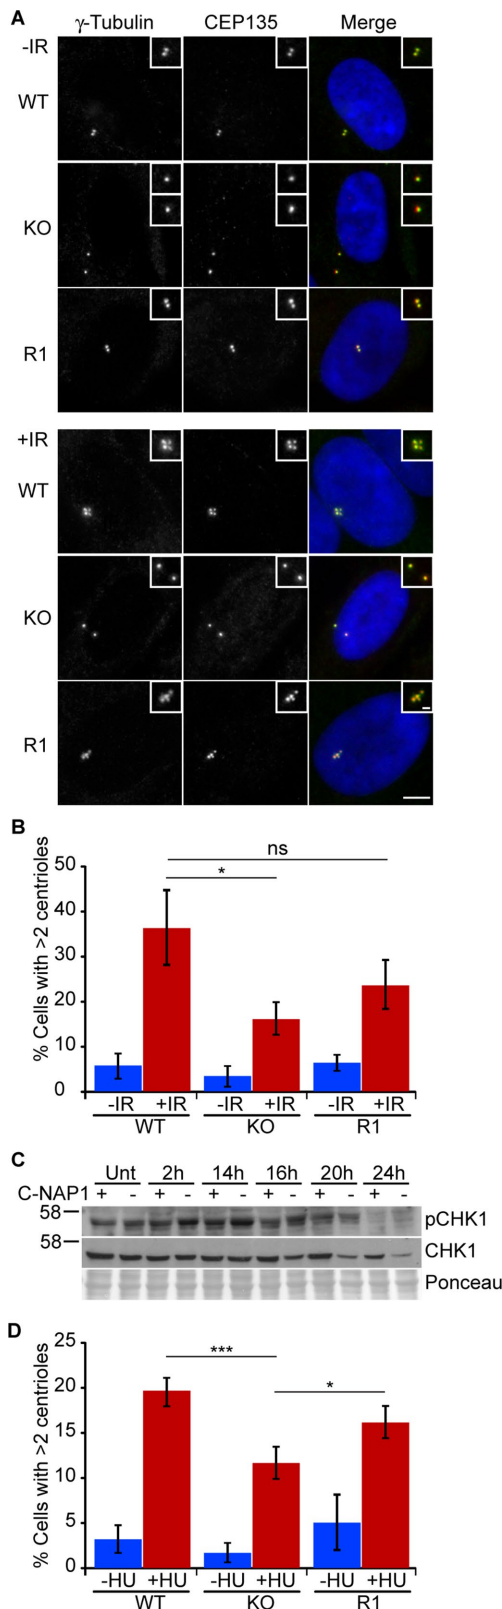 A
γ-Tubulin CEP135 Merge
-IR
WT
KO
R1
+IR
WT
KO
R1
B
% Cells with >2 centrioles
50
40
30
20
10
0
ns
*
-IR +IR -IR +IR -IR +IR
WT KO R1
C
Unt 2h 14h 16h 20h 24h
C-NAP1 + - + - + - + - + - + -
58 pCHK1
58 CHK1
Ponceau
D
% Cells with >2 centrioles
25
20
15
10
5
0
***
*
-HU +HU -HU +HU -HU +HU
WT KO R1